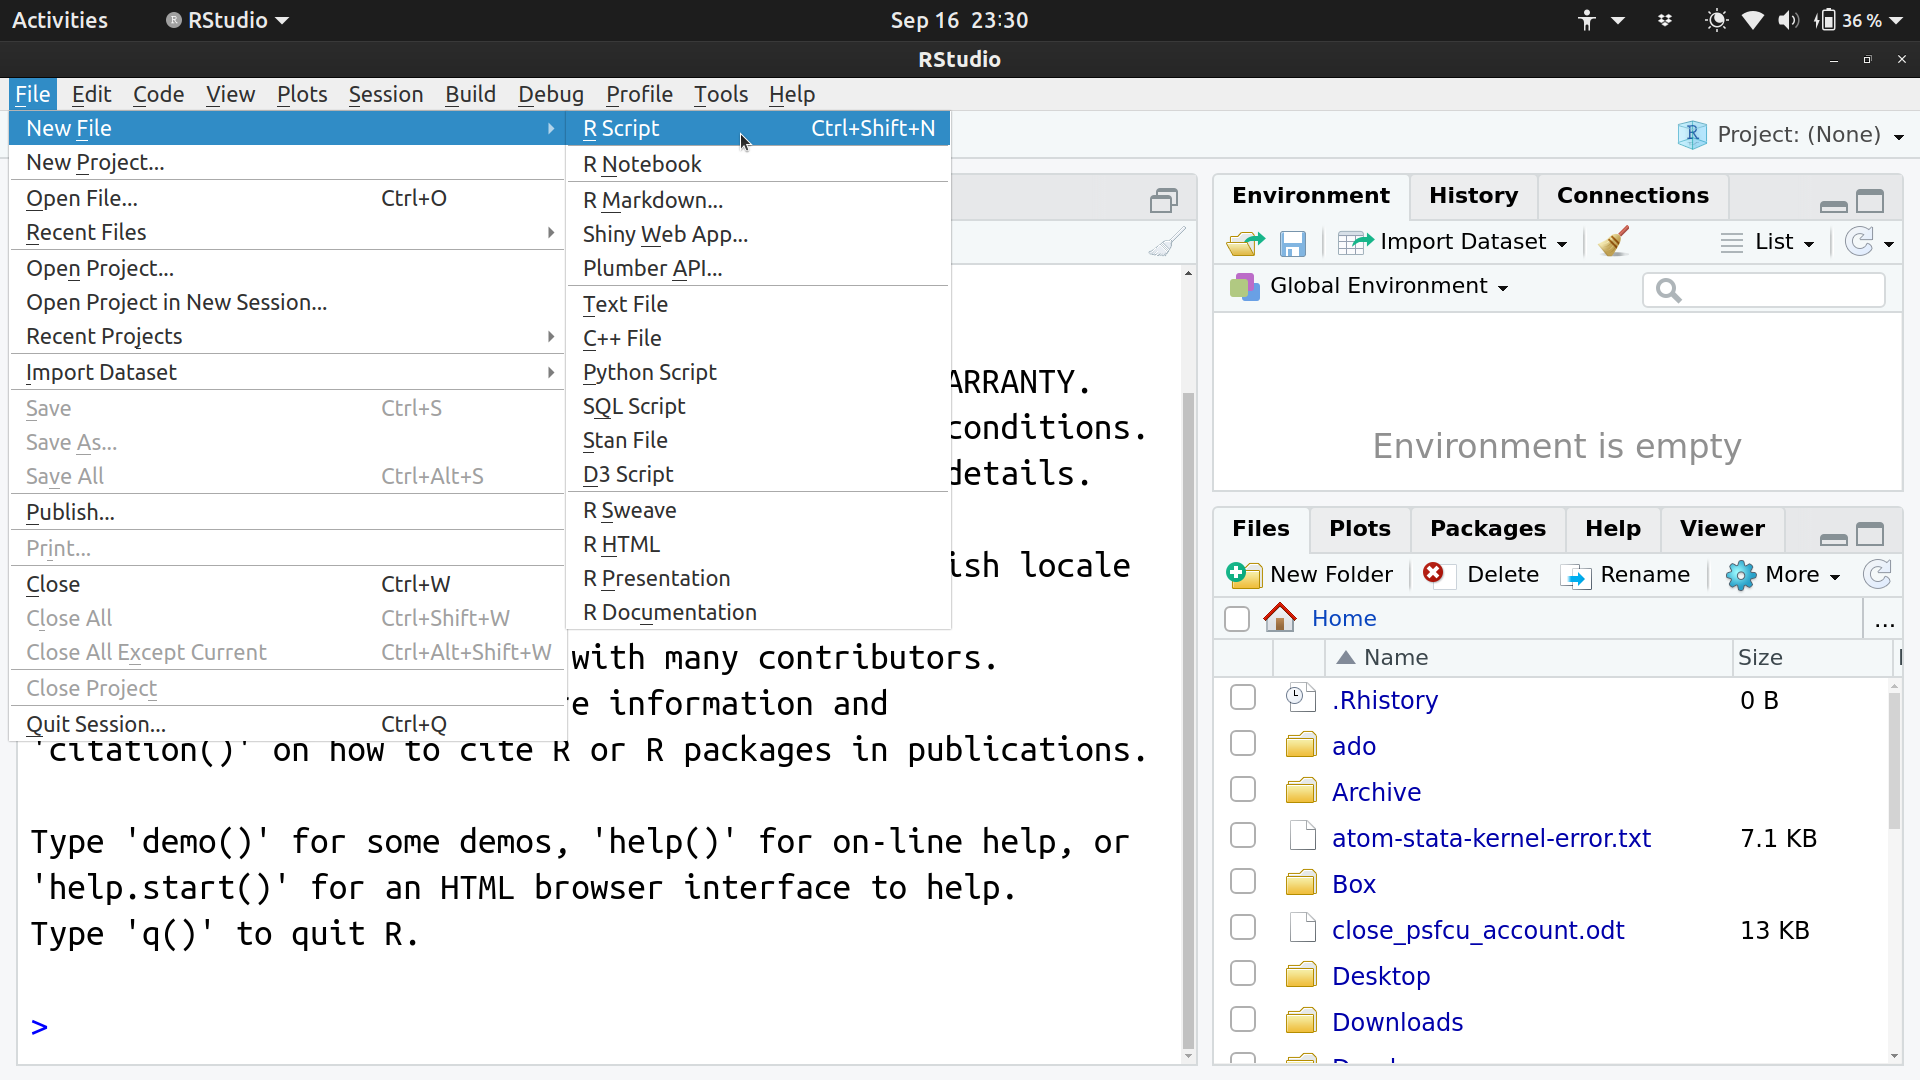 Activities
RStudio
Sep 16 23:30
36 %
RStudio
File Edit Code View Plots Session Build Debug Profile Tools Help
New File
New Project...
Open File... Ctrl+O
Recent Files
Open Project...
Open Project in New Session...
Recent Projects
Import Dataset
Save Ctrl+S
Save As...
Save All Ctrl+Alt+S
Publish...
Print...
Close Ctrl+W
Close All Ctrl+Shift+W
Close All Except Current Ctrl+Alt+Shift+W
Close Project
Quit Session... Ctrl+Q
R Script Ctrl+Shift+N
R Notebook
R Markdown...
Shiny Web App...
Plumber API...
Text File
C++ File
Python Script
SQL Script
Stan File
D3 Script
R Sweave
R HTML
R Presentation
R Documentation
ARRANTY.
conditions.
details.
ish locale
with many contributors.
re information and
'citation()' on how to cite R or R packages in publications.
Type 'demo()' for some demos, 'help()' for on-line help, or
'help.start()' for an HTML browser interface to help.
Type 'q()' to quit R.
>
Project: (None)
Environment History Connections
Import Dataset
List
Global Environment
Environment is empty
Files Plots Packages Help Viewer
New Folder Delete Rename More
Home
...
Name Size
.Rhistory 0 B
ado
Archive
atom-stata-kernel-error.txt 7.1 KB
Box
close_psfcu_account.odt 13 KB
Desktop
Downloads